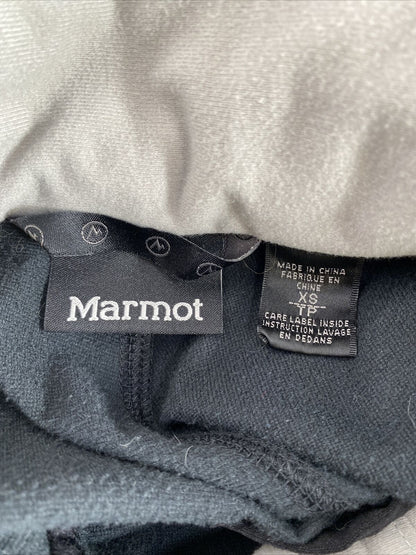 Marmot
MADE IN CHINA
FABRIQUE EN
CHINE
XS
TP
CARE LABEL INSIDE
INSTRUCTION LAVAGE
EN DEDANS